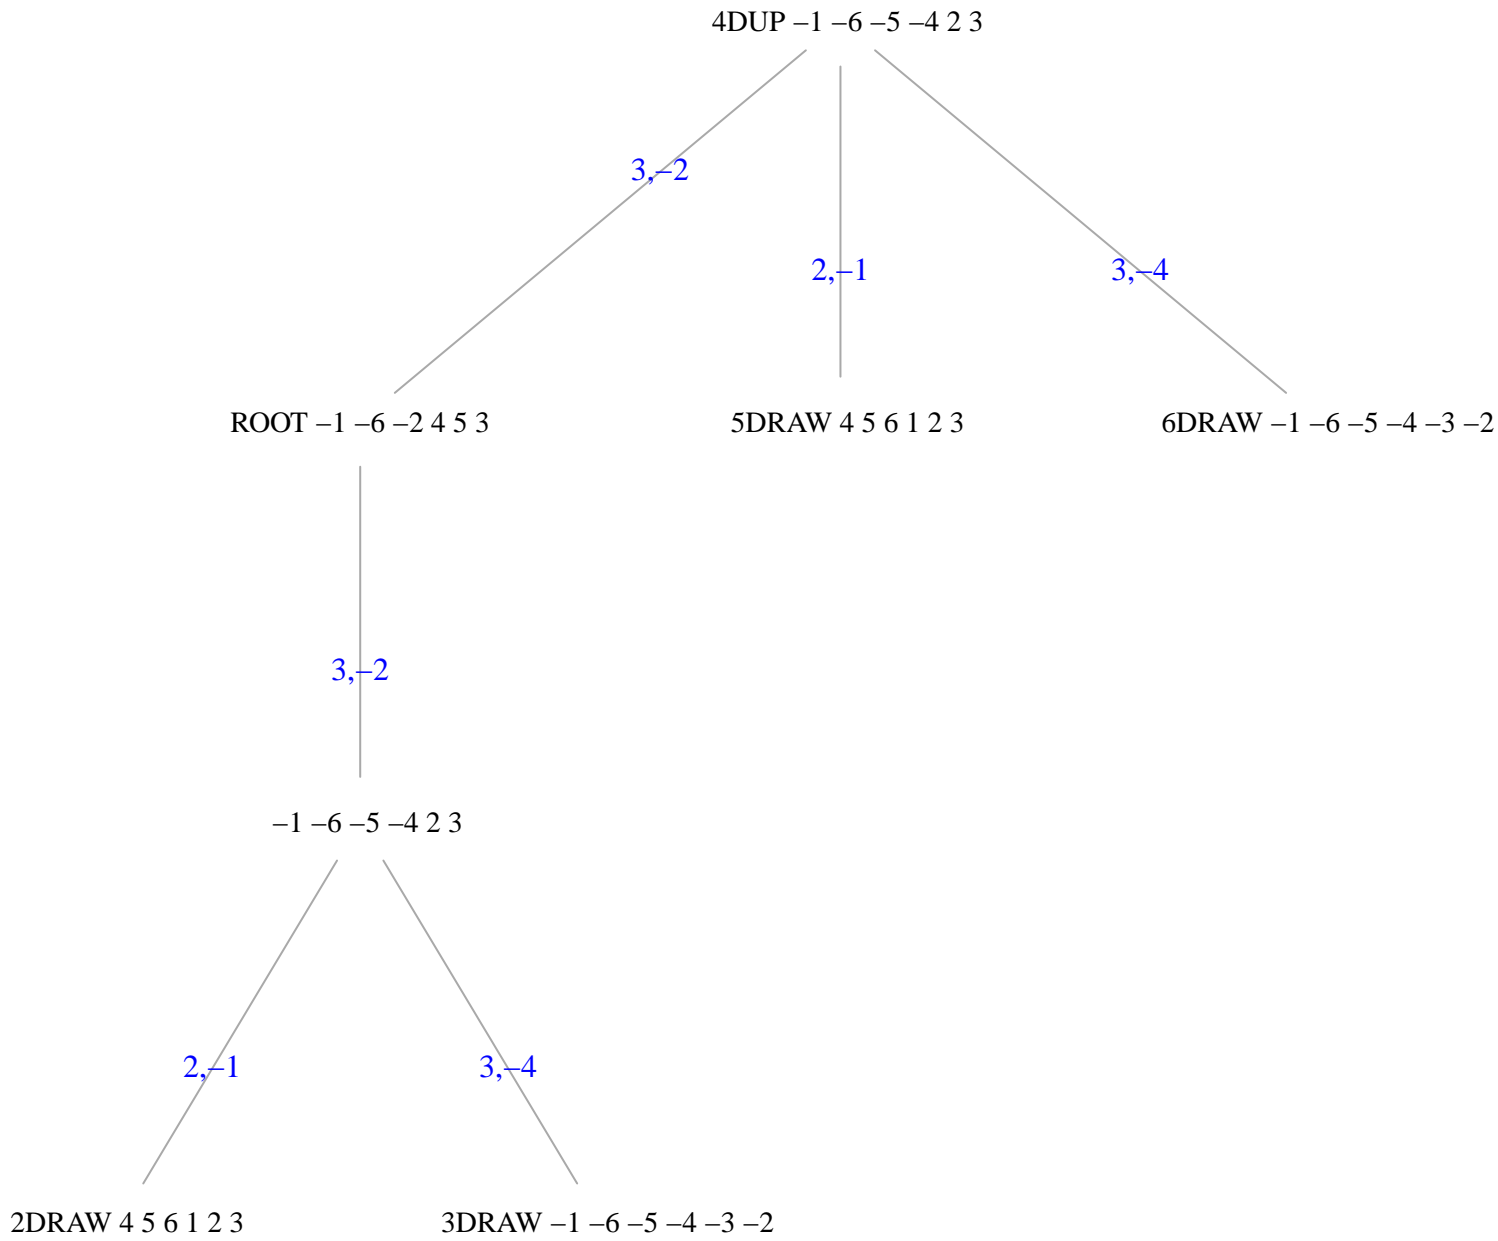 4DUP –1 –6 –5 –4 2 3
3,–2
2,–1
3,–4
ROOT –1 –6 –2 4 5 3
5DRAW 4 5 6 1 2 3
6DRAW –1 –6 –5 –4 –3 –2
3,–2
–1 –6 –5 –4 2 3
2,–1
3,–4
2DRAW 4 5 6 1 2 3
3DRAW –1 –6 –5 –4 –3 –2